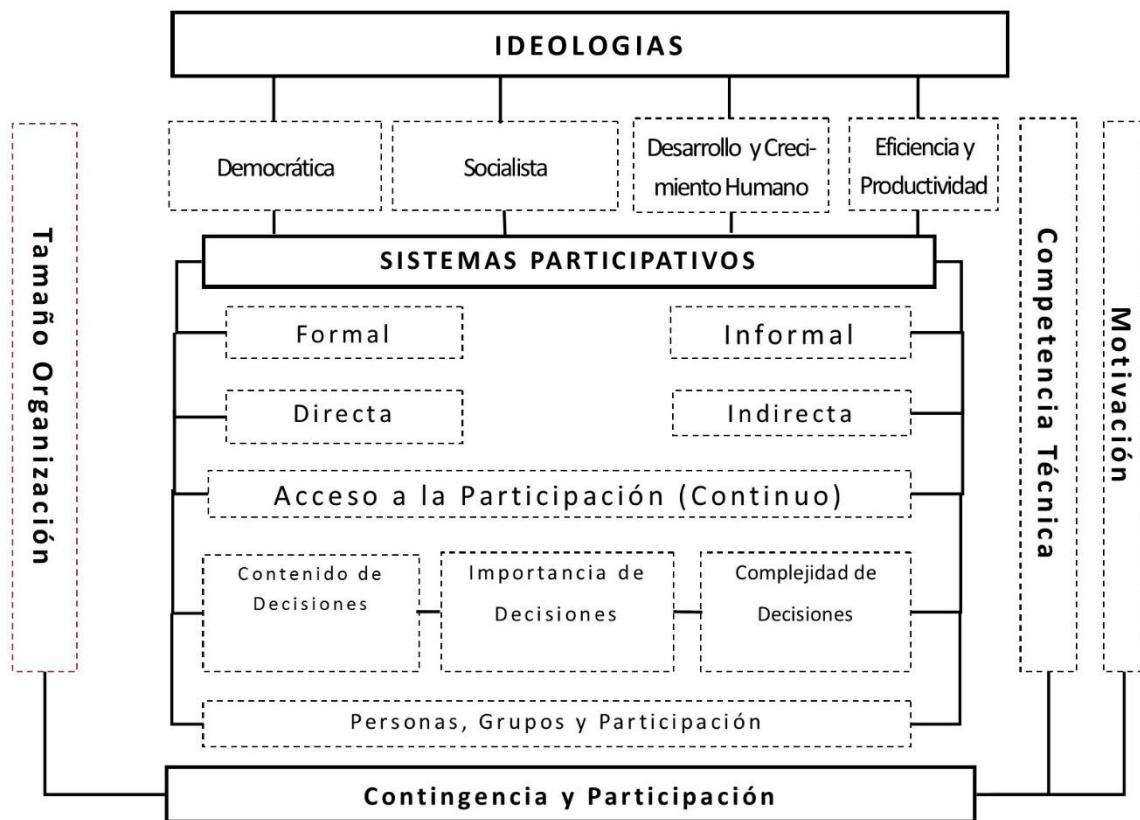 IDEOLOGIAS
Democrática
Socialista
Desarrollo y Creci-
miento Humano
Eficiencia y
Productividad
Tamaño Organización
Competencia Técnica
Motivación
SISTEMAS PARTICIPATIVOS
Formal
Informal
Directa
Indirecta
Acceso a la Participación (Continuo)
Contenido de
Decisiones
Importancia de
Decisiones
Complejidad de
Decisiones
Personas, Grupos y Participación
Contingencia y Participación